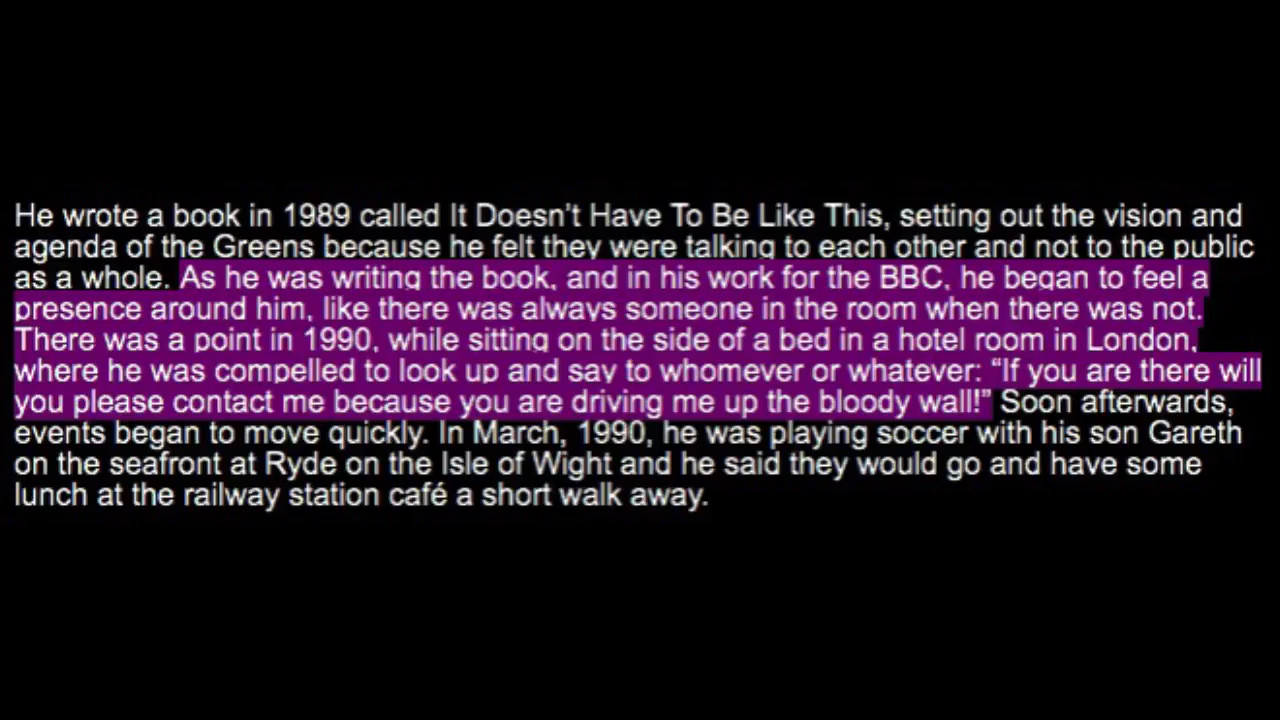 He wrote a book in 1989 called It Doesn't Have To Be Like This, setting out the vision and
agenda of the Greens because he felt they were talking to each other and not to the public
as a whole. As he was writing the book, and in his work for the BBC, he began to feel a
presence around him, like there was always someone in the room when there was not.
There was a point in 1990, while sitting on the side of a bed in a hotel room in London,
where he was compelled to look up and say to whomever or whatever: “If you are there will
you please contact me because you are driving me up the bloody wall!” Soon afterwards,
events began to move quickly. In March, 1990, he was playing soccer with his son Gareth
on the seafront at Ryde on the Isle of Wight and he said they would go and have some
lunch at the railway station café a short walk away.